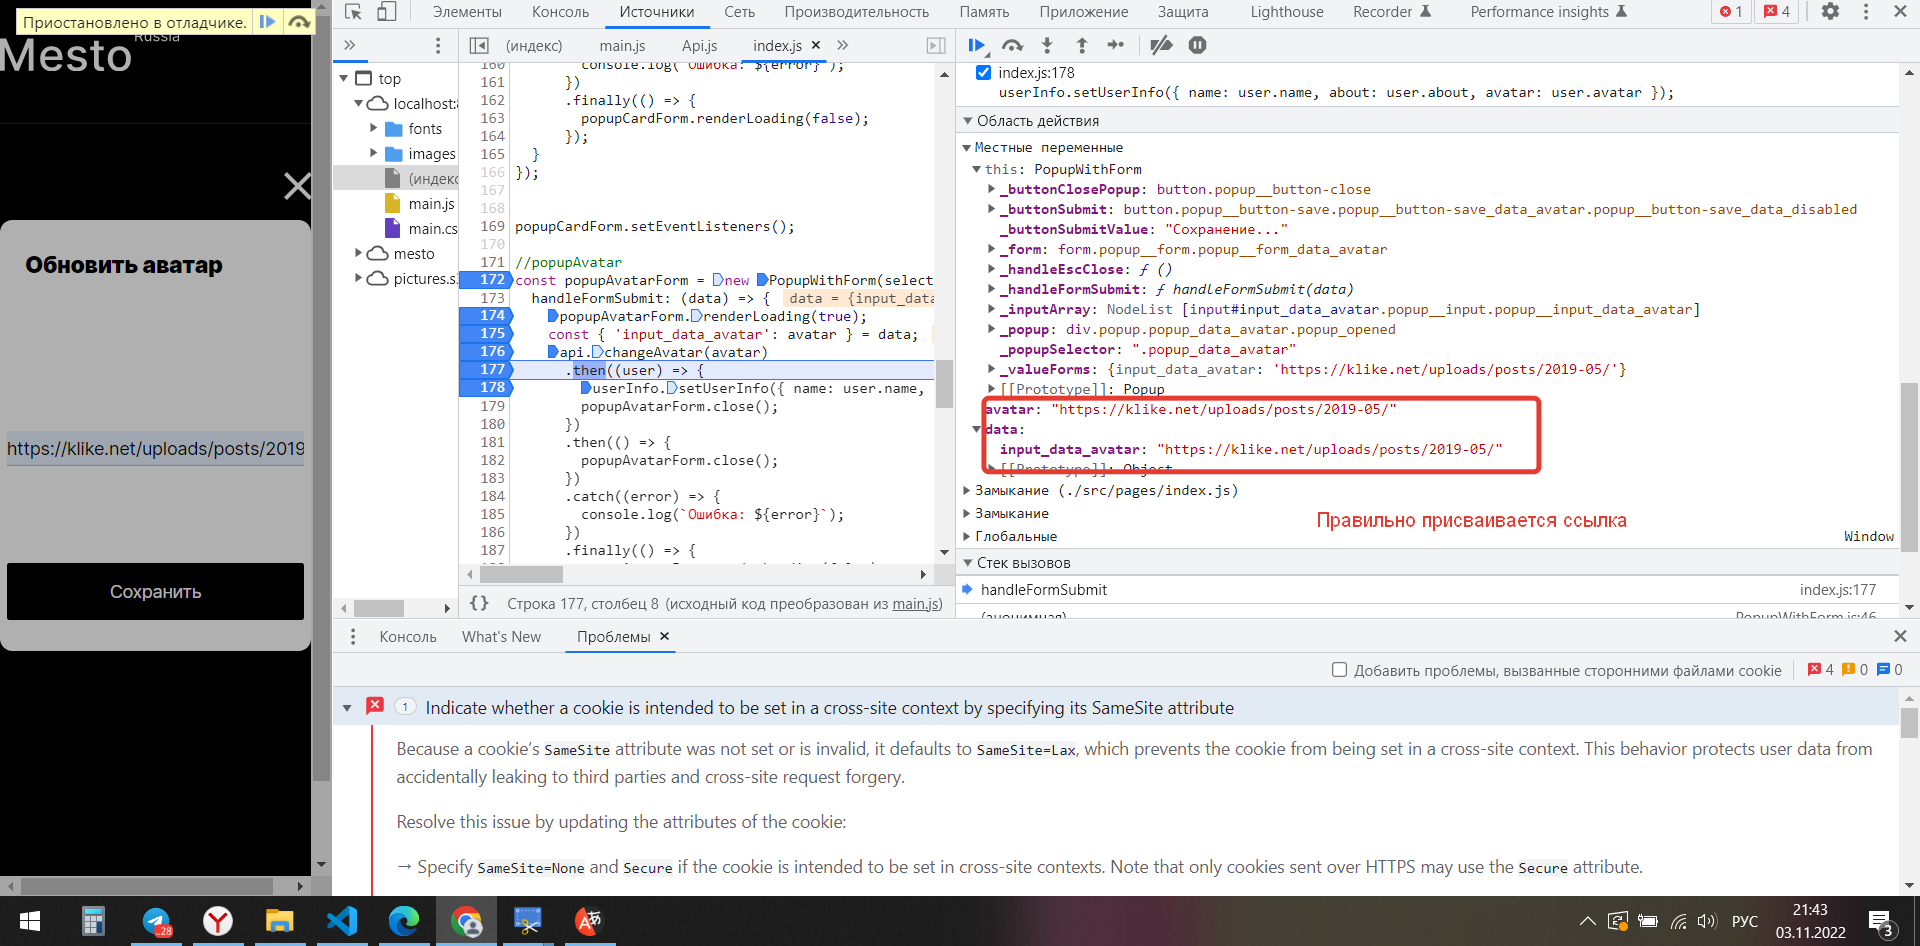 Приостановлено в отладчике.
Russia
Mesto
Обновить аватар
https://klike.net/uploads/posts/2019
Сохранить
Элементы
Консоль
Источники
Сеть
Производительность
Память
Приложение
Защита
Lighthouse
Recorder
Performance insights
1
4
»
(индекс)
main.js
Api.js
index.js ×
»
top
localhost:
fonts
images
(индекс
main.js
main.cs
mesto
pictures.s
160 console.log(`Ошибка: ${error}`);
161 })
162 .finally(() => {
163 popupCardForm.renderLoading(false);
164 });
165 }
166 });
167
168
169 popupCardForm.setEventListeners();
170
171 //popupAvatar
172 const popupAvatarForm = new PopupWithForm(select
173 handleFormSubmit: (data) => { data = {input_data
174 popupAvatarForm.renderLoading(true);
175 const { 'input_data_avatar': avatar } = data;
176 api.changeAvatar(avatar)
177 .then((user) => {
178 userInfo.setUserInfo({ name: user.name,
179 popupAvatarForm.close();
180 })
181 .then(() => {
182 popupAvatarForm.close();
183 })
184 .catch((error) => {
185 console.log(`Ошибка: ${error}`);
186 })
187 .finally(() => {
{} Строка 177, столбец 8 (исходный код преобразован из main.js)
index.js:178
userInfo.setUserInfo({ name: user.name, about: user.about, avatar: user.avatar });
Область действия
Местные переменные
this: PopupWithForm
_buttonClosePopup: button.popup__button-close
_buttonSubmit: button.popup__button-save.popup__button-save_data_avatar.popup__button-save_data_disabled
_buttonSubmitValue: "Сохранение..."
_form: form.popup__form.popup__form_data_avatar
_handleEscClose: ƒ ()
_handleFormSubmit: ƒ handleFormSubmit(data)
_inputArray: NodeList [input#input_data_avatar.popup__input.popup__input_data_avatar]
_popup: div.popup.popup_data_avatar.popup_opened
_popupSelector: ".popup_data_avatar"
_valueForms: {input_data_avatar: 'https://klike.net/uploads/posts/2019-05/'}
[[Prototype]]: Popup
avatar: "https://klike.net/uploads/posts/2019-05/"
data:
input_data_avatar: "https://klike.net/uploads/posts/2019-05/"
[[Prototype]]: Object
Замыкание (./src/pages/index.js)
Замыкание
Правильно присваивается ссылка
Глобальные Window
Стек вызовов
handleFormSubmit index.js:177
(анонимная) PopupWithForm.js:46
Консоль
What's New
Проблемы ×
Добавить проблемы, вызванные сторонними файлами cookie
4
0
0
1 Indicate whether a cookie is intended to be set in a cross-site context by specifying its SameSite attribute
Because a cookie’s SameSite attribute was not set or is invalid, it defaults to SameSite=Lax, which prevents the cookie from being set in a cross-site context. This behavior protects user data from
accidentally leaking to third parties and cross-site request forgery.
Resolve this issue by updating the attributes of the cookie:
→ Specify SameSite=None and Secure if the cookie is intended to be set in cross-site contexts. Note that only cookies sent over HTTPS may use the Secure attribute.
РУС
21:43
03.11.2022
3